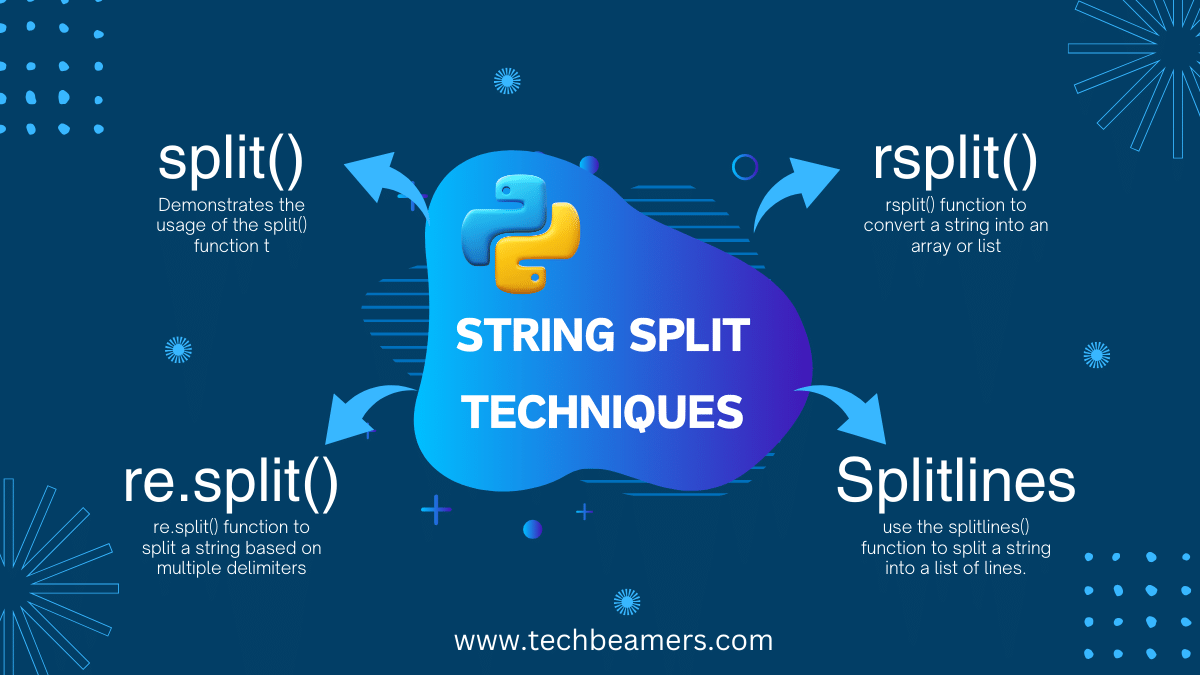 split()
Demonstrates the
usage of the split()
function t
rsplit()
rsplit() function to
convert a string into an
array or list
STRING SPLIT
TECHNIQUES
re.split()
re.split() function to
split a string based on
multiple delimiters
Splitlines
use the splitlines()
function to split a string
into a list of lines.
www.techbeamers.com